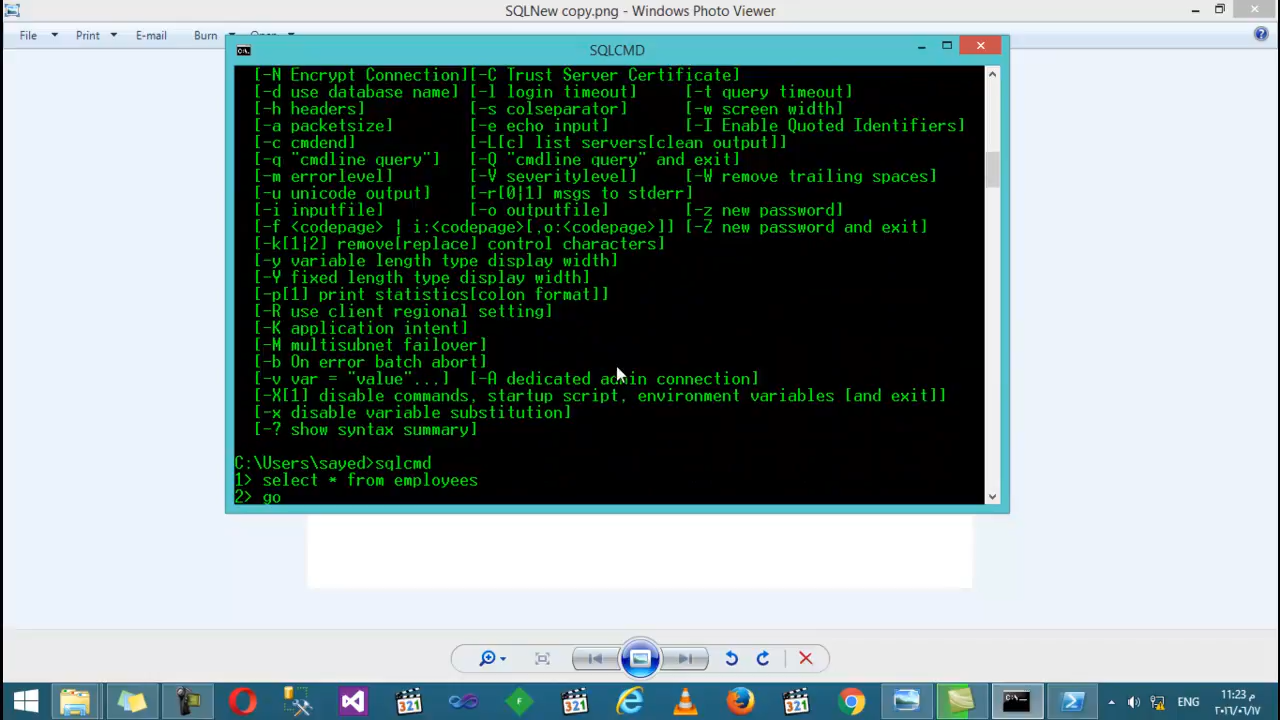 SQLNew copy.png - Windows Photo Viewer
File Print E-mail Burn Open
SQLCMD
[-N Encrypt Connection][-C Trust Server Certificate]
[-d use database name] [-l login timeout] [-t query timeout]
[-h headers] [-s colseparator] [-w screen width]
[-a packetsize] [-e echo input] [-I Enable Quoted Identifiers]
[-c cmdend] [-L[c] list servers[clean output]]
[-q "cmdline query"] [-Q "cmdline query" and exit]
[-m errorlevel] [-V severitylevel] [-W remove trailing spaces]
[-u unicode output] [-r[0|1] msgs to stderr]
[-i inputfile] [-o outputfile] [-z new password]
[-f <codepage> | i:<codepage>[,o:<codepage>]] [-Z new password and exit]
[-k[1|2] remove[replace] control characters]
[-y variable length type display width]
[-Y fixed length type display width]
[-p[1] print statistics[colon format]]
[-R use client regional setting]
[-K application intent]
[-M multisubnet failover]
[-b On error batch abort]
[-v var = "value"...] [-A dedicated admin connection]
[-X[1] disable commands, startup script, environment variables [and exit]]
[-x disable variable substitution]
[-? show syntax summary]
C:\Users\sayed>sqlcmd
1> select * from employees
2> go
321 321 321
ENG
11:23 م
٢٠١٦/٠٦/١٧